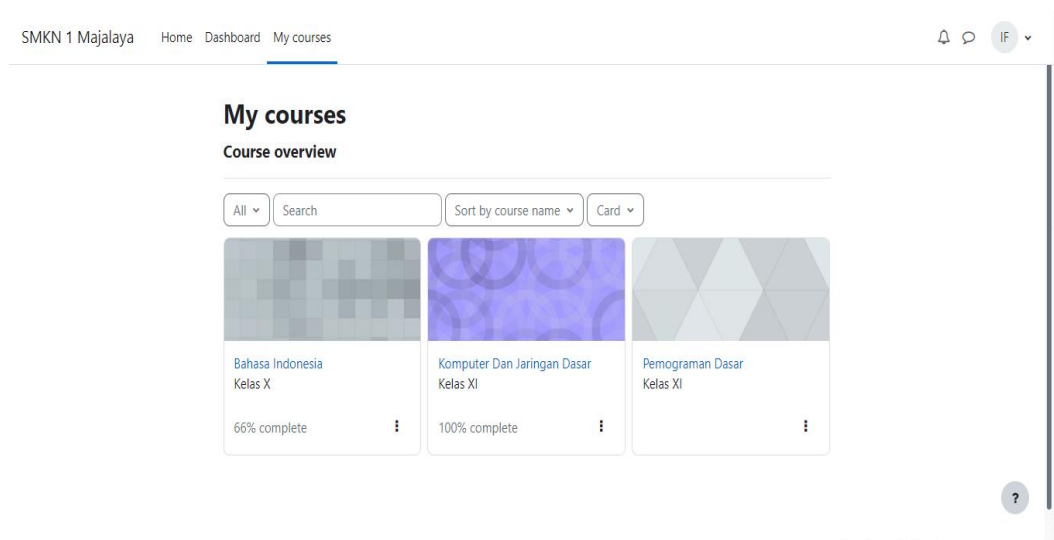 SMKN 1 Majalaya Home Dashboard My courses IF
My courses
Course overview
All Search Sort by course name Card
Bahasa Indonesia
Kelas X
66% complete
Komputer Dan Jaringan Dasar
Kelas XI
100% complete
Pemograman Dasar
Kelas XI
?